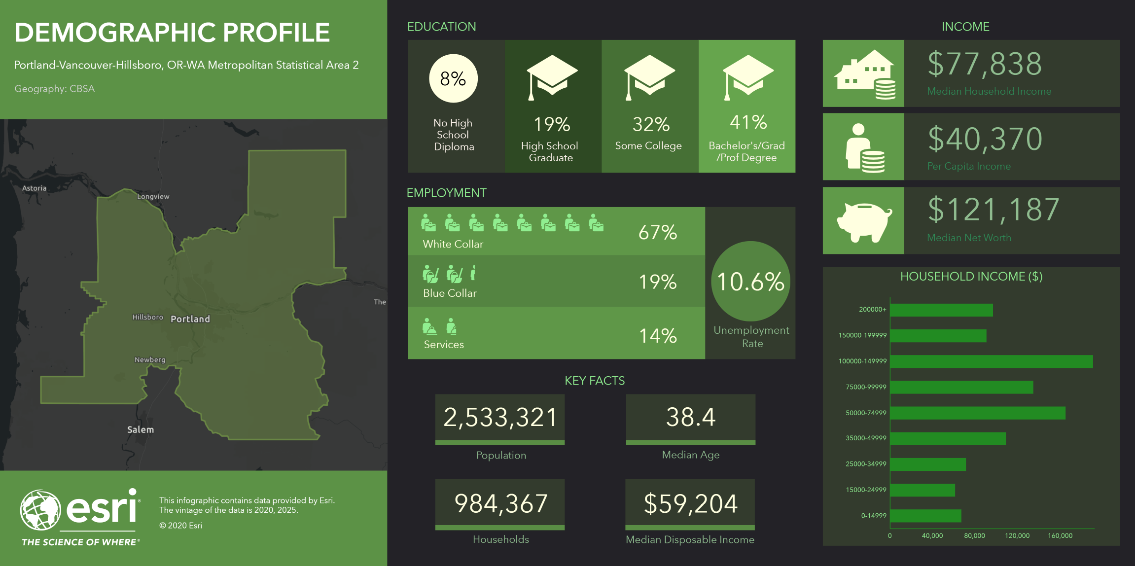 DEMOGRAPHIC PROFILE
Portland-Vancouver-Hillsboro, OR-WA Metropolitan Statistical Area 2
Geography: CBSA
Astoria
Longview
The
Hillsboro
Portland
Newberg
Salem
esri
THE SCIENCE OF WHERE®
This infographic contains data provided by Esri.
The vintage of the data is 2020, 2025.
© 2020 Esri
EDUCATION
8%
No High
School
Diploma
19%
High School
Graduate
32%
Some College
41%
Bachelor's/Grad
/Prof Degree
EMPLOYMENT
White Collar
67%
Blue Collar
19%
Services
14%
10.6%
Unemployment
Rate
KEY FACTS
2,533,321
Population
38.4
Median Age
984,367
Households
$59,204
Median Disposable Income
INCOME
$77,838
Median Household Income
$40,370
Per Capita Income
$121,187
Median Net Worth
HOUSEHOLD INCOME ($)
200000+
150000-199999
100000-149999
75000-99999
50000-74999
35000-49999
25000-34999
15000-24999
0-14999
0 40,000 80,000 120,000 160,000